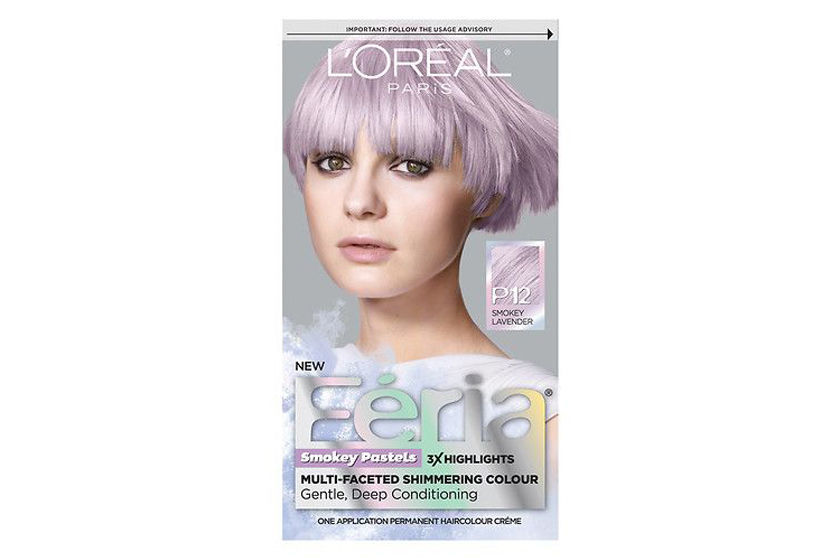 IMPORTANT: FOLLOW THE USAGE ADVISORY
L'ORÉAL®
PARiS
P12
SMOKEY
LAVENDER
NEW
Féria®
Smokey Pastels 3X HIGHLIGHTS
MULTI-FACETED SHIMMERING COLOUR
Gentle, Deep Conditioning
ONE APPLICATION PERMANENT HAIRCOLOUR CRÉME